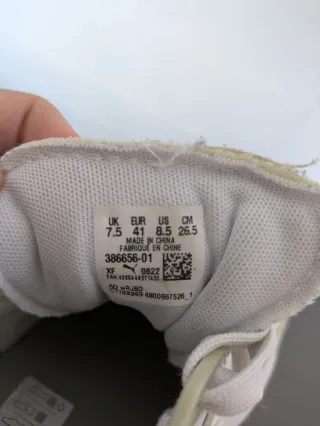 UK EUR US CM
7.5 41 8.5 26.5
MADE IN CHINA
FABRIQUÉ EN CHINE
386656-01
XF 0822
4800667526_1